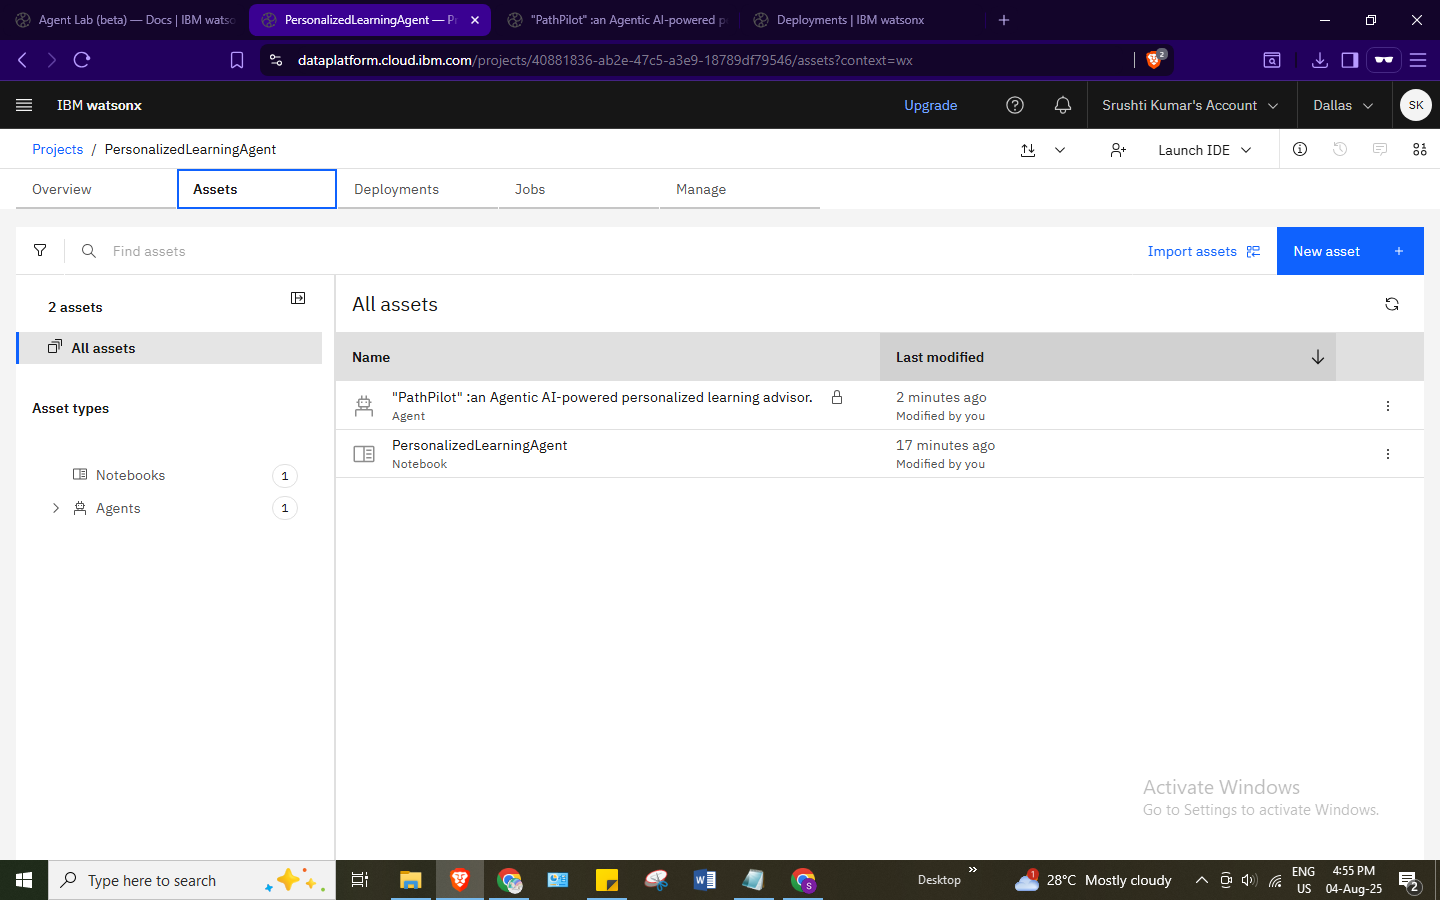 Agent Lab (beta) — Docs | IBM watso
PersonalizedLearningAgent — P
"PathPilot" :an Agentic AI-powered p
Deployments | IBM watsonx
dataplatform.cloud.ibm.com/projects/40881836-ab2e-47c5-a3e9-18789df79546/assets?context=wx
2
IBM watsonx
Upgrade
Srushti Kumar's Account
Dallas
SK
Projects / PersonalizedLearningAgent
Launch IDE
Overview
Assets
Deployments
Jobs
Manage
Find assets
Import assets
New asset
2 assets
All assets
Asset types
Notebooks 1
Agents 1
All assets
Name
Last modified
"PathPilot" :an Agentic AI-powered personalized learning advisor.
Agent
2 minutes ago
Modified by you
PersonalizedLearningAgent
Notebook
17 minutes ago
Modified by you
Activate Windows
Go to Settings to activate Windows.
Type here to search
S
Desktop
1
28°C Mostly cloudy
ENG
US
4:55 PM
04-Aug-25
2